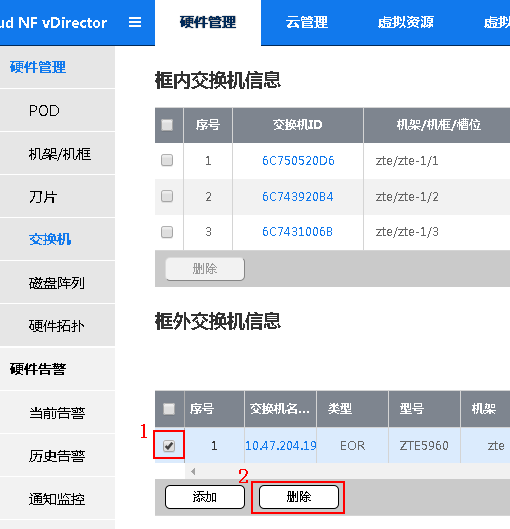 ud NF vDirector 硬件管理 云管理 虚拟资源 虚拟
硬件管理
POD
机架/机框
刀片
交换机
磁盘阵列
硬件拓扑
硬件告警
当前告警
历史告警
通知监控
框内交换机信息
序号 交换机ID 机架/机框/槽位
1 6C750520D6 zte/zte-1/1
2 6C743920B4 zte/zte-1/2
3 6C7431006B zte/zte-1/3
删除
框外交换机信息
序号 交换机名... 类型 型号 机架
1 1 10.47.204.19 EOR ZTE5960 zte
2
添加 删除